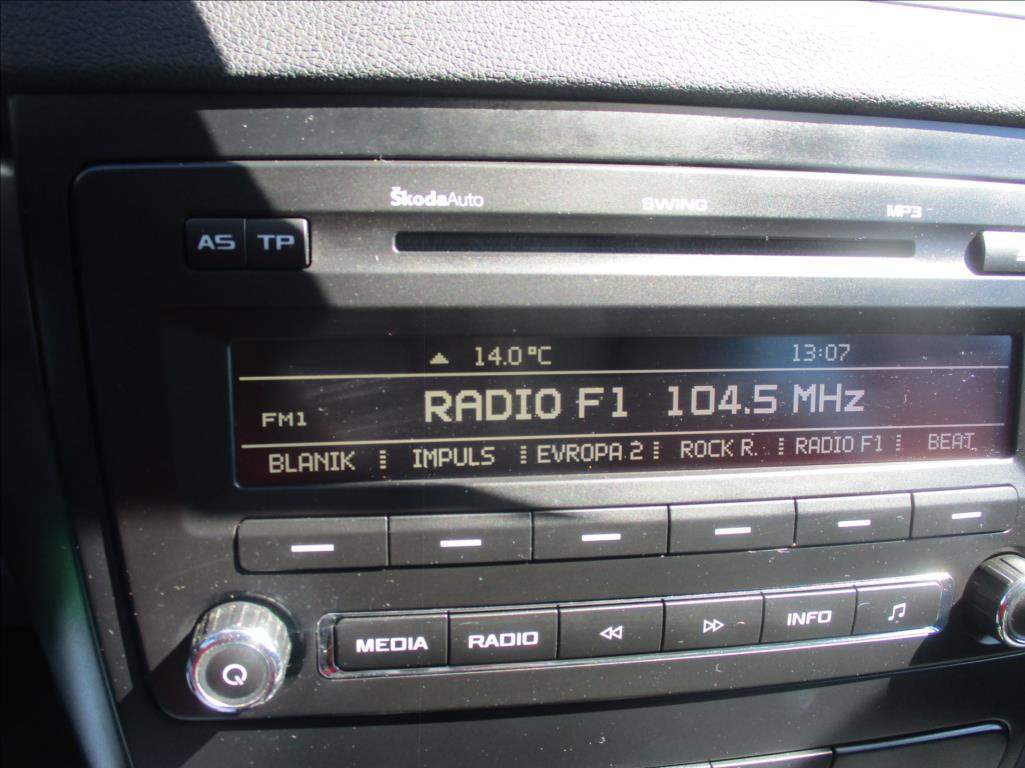 ŠkodaAuto SWING MP3
AS TP
14.0 °C 13:07
FM1 RADIO F1 104.5 MHz
BLANIK IMPULS EVROPA 2 ROCK R. RADIO F1 BEAT
MEDIA RADIO INFO